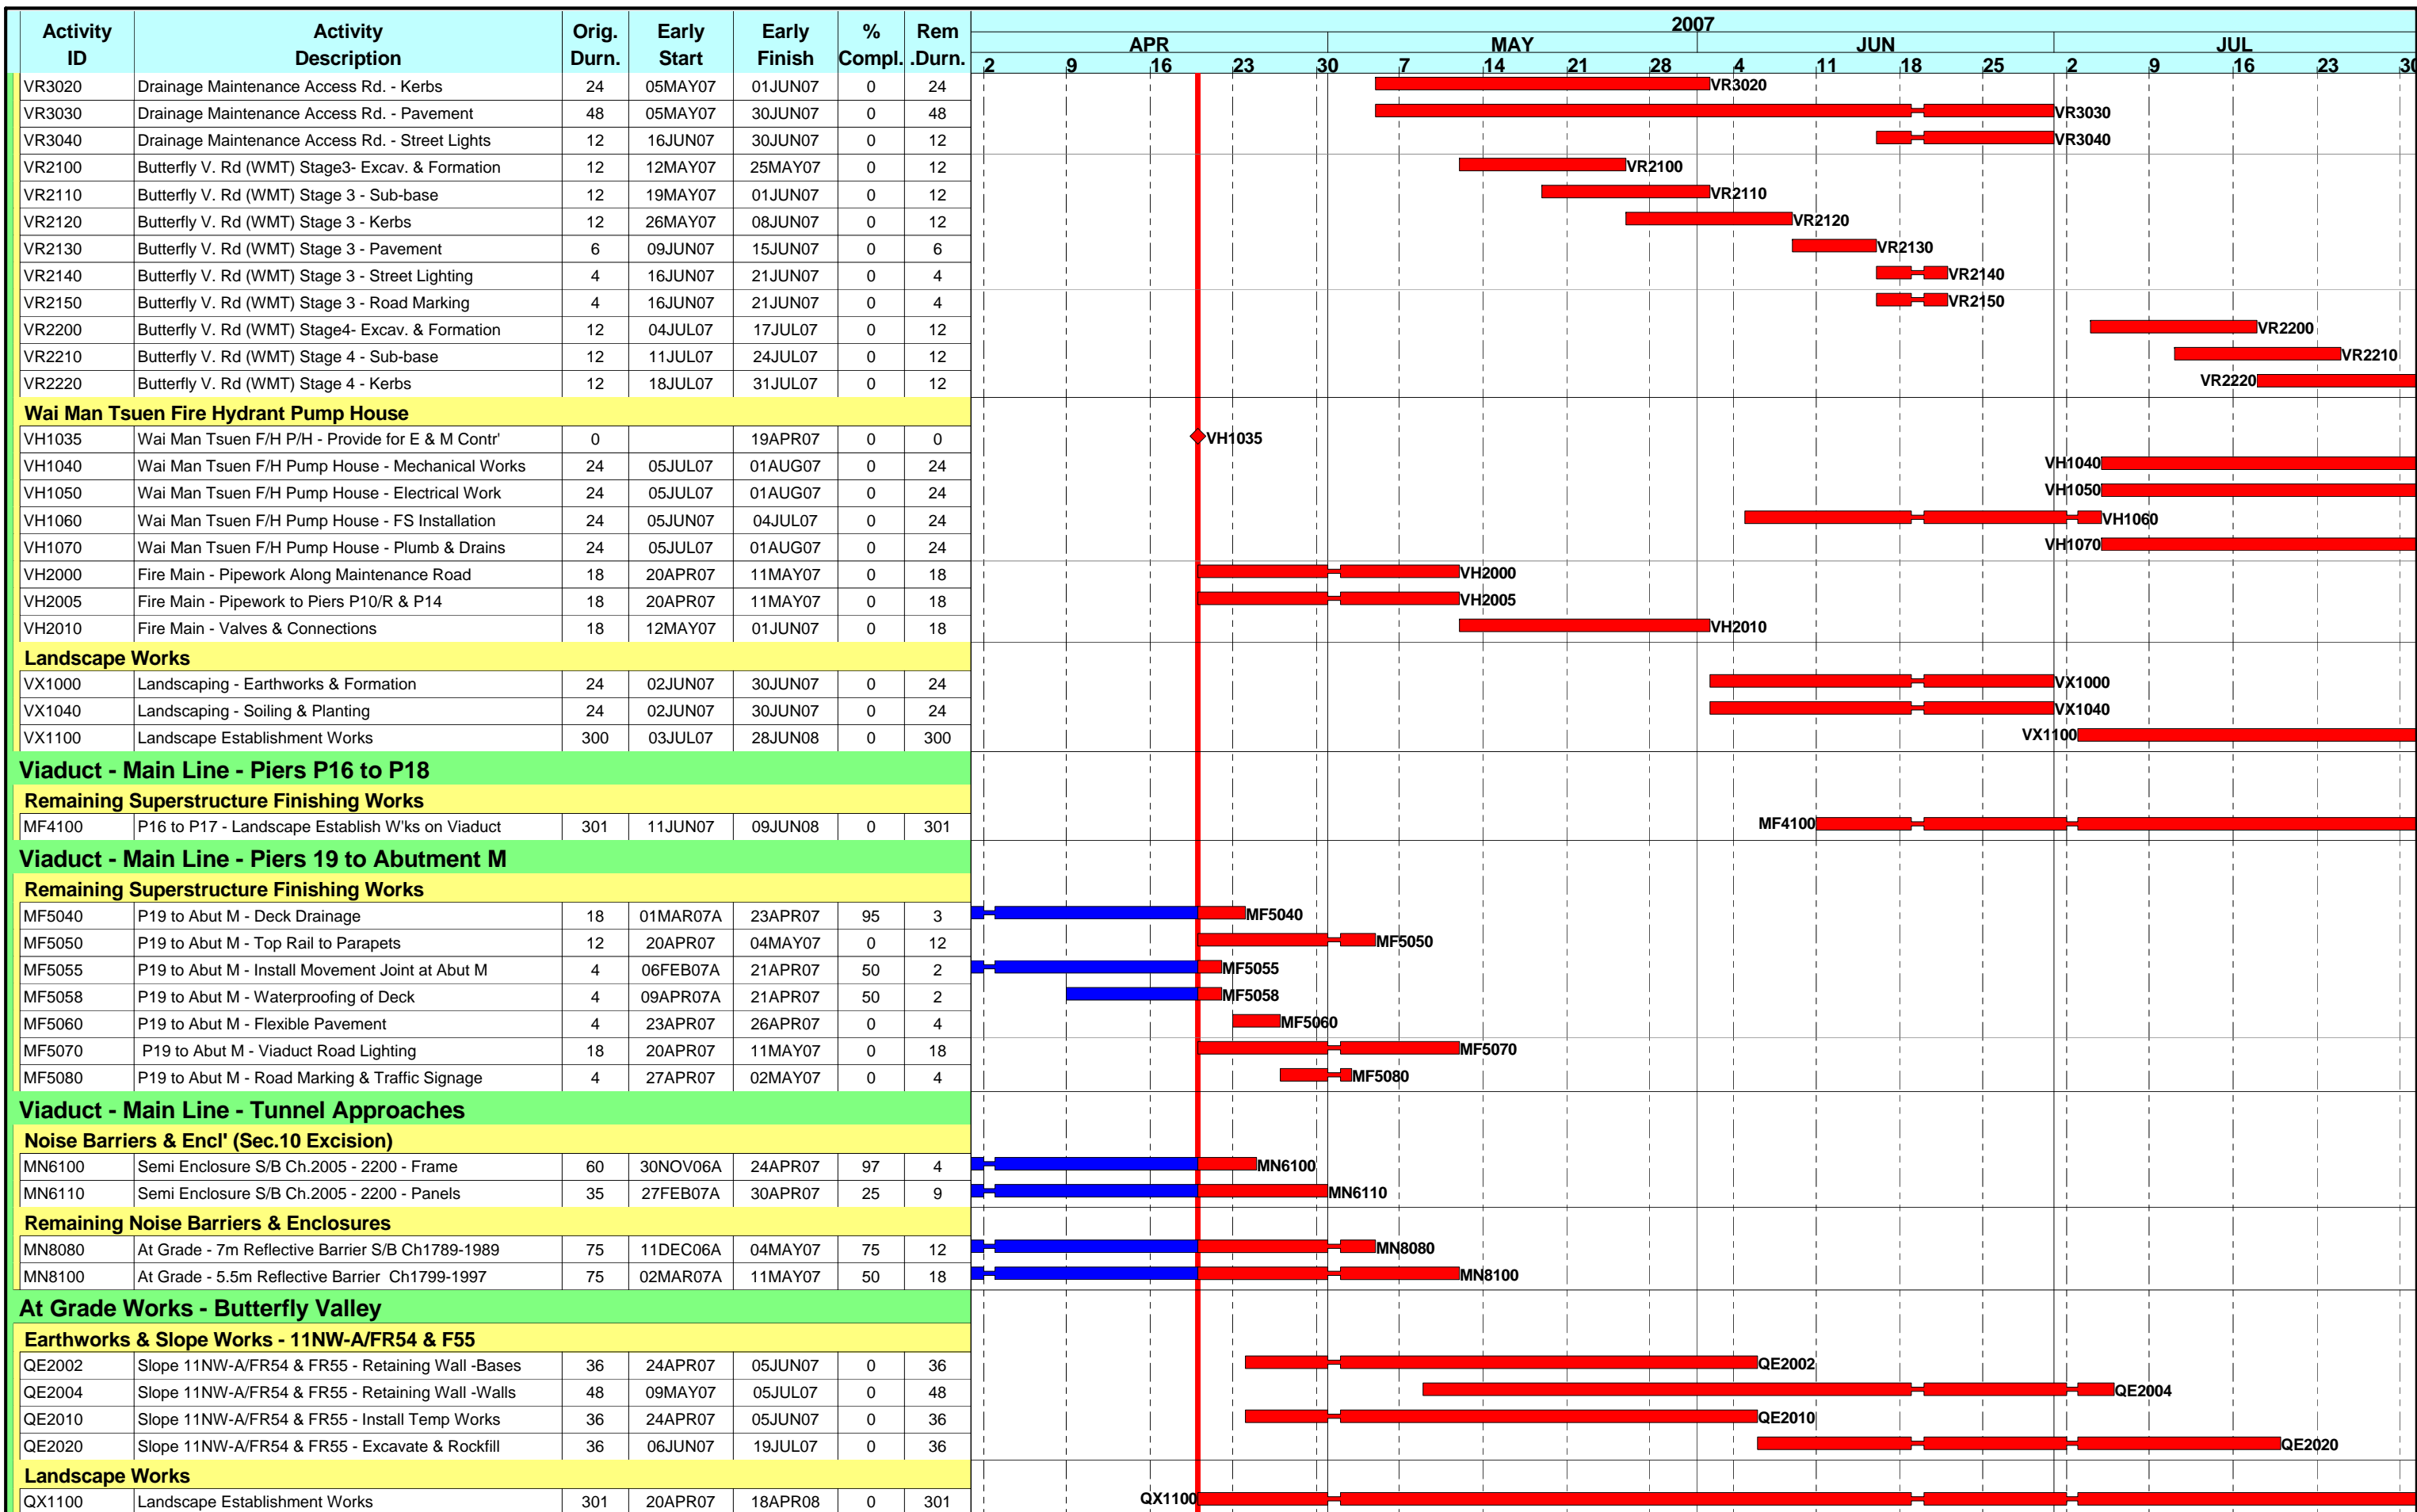 2007
Activity ID Activity Description Orig. Durn. Early Start Early Finish % Compl. Rem .Durn. APR MAY JUN JUL
2 9 16 23 30 7 14 21 28 4 11 18 25 2 9 16 23 30
VR3020 Drainage Maintenance Access Rd. - Kerbs 24 05MAY07 01JUN07 0 24 VR3020
VR3030 Drainage Maintenance Access Rd. - Pavement 48 05MAY07 30JUN07 0 48 VR3030
VR3040 Drainage Maintenance Access Rd. - Street Lights 12 16JUN07 30JUN07 0 12 VR3040
VR2100 Butterfly V. Rd (WMT) Stage3- Excav. & Formation 12 12MAY07 25MAY07 0 12 VR2100
VR2110 Butterfly V. Rd (WMT) Stage 3 - Sub-base 12 19MAY07 01JUN07 0 12 VR2110
VR2120 Butterfly V. Rd (WMT) Stage 3 - Kerbs 12 26MAY07 08JUN07 0 12 VR2120
VR2130 Butterfly V. Rd (WMT) Stage 3 - Pavement 6 09JUN07 15JUN07 0 6 VR2130
VR2140 Butterfly V. Rd (WMT) Stage 3 - Street Lighting 4 16JUN07 21JUN07 0 4 VR2140
VR2150 Butterfly V. Rd (WMT) Stage 3 - Road Marking 4 16JUN07 21JUN07 0 4 VR2150
VR2200 Butterfly V. Rd (WMT) Stage4- Excav. & Formation 12 04JUL07 17JUL07 0 12 VR2200
VR2210 Butterfly V. Rd (WMT) Stage 4 - Sub-base 12 11JUL07 24JUL07 0 12 VR2210
VR2220 Butterfly V. Rd (WMT) Stage 4 - Kerbs 12 18JUL07 31JUL07 0 12 VR2220
Wai Man Tsuen Fire Hydrant Pump House
VH1035 Wai Man Tsuen F/H P/H - Provide for E & M Contr' 0 19APR07 0 0 VH1035
VH1040 Wai Man Tsuen F/H Pump House - Mechanical Works 24 05JUL07 01AUG07 0 24 VH1040
VH1050 Wai Man Tsuen F/H Pump House - Electrical Work 24 05JUL07 01AUG07 0 24 VH1050
VH1060 Wai Man Tsuen F/H Pump House - FS Installation 24 05JUN07 04JUL07 0 24 VH1060
VH1070 Wai Man Tsuen F/H Pump House - Plumb & Drains 24 05JUL07 01AUG07 0 24 VH1070
VH2000 Fire Main - Pipework Along Maintenance Road 18 20APR07 11MAY07 0 18 VH2000
VH2005 Fire Main - Pipework to Piers P10/R & P14 18 20APR07 11MAY07 0 18 VH2005
VH2010 Fire Main - Valves & Connections 18 12MAY07 01JUN07 0 18 VH2010
Landscape Works
VX1000 Landscaping - Earthworks & Formation 24 02JUN07 30JUN07 0 24 VX1000
VX1040 Landscaping - Soiling & Planting 24 02JUN07 30JUN07 0 24 VX1040
VX1100 Landscape Establishment Works 300 03JUL07 28JUN08 0 300 VX1100
Viaduct - Main Line - Piers P16 to P18
Remaining Superstructure Finishing Works
MF4100 P16 to P17 - Landscape Establish W'ks on Viaduct 301 11JUN07 09JUN08 0 301 MF4100
Viaduct - Main Line - Piers 19 to Abutment M
Remaining Superstructure Finishing Works
MF5040 P19 to Abut M - Deck Drainage 18 01MAR07A 23APR07 95 3 MF5040
MF5050 P19 to Abut M - Top Rail to Parapets 12 20APR07 04MAY07 0 12 MF5050
MF5055 P19 to Abut M - Install Movement Joint at Abut M 4 06FEB07A 21APR07 50 2 MF5055
MF5058 P19 to Abut M - Waterproofing of Deck 4 09APR07A 21APR07 50 2 MF5058
MF5060 P19 to Abut M - Flexible Pavement 4 23APR07 26APR07 0 4 MF5060
MF5070 P19 to Abut M - Viaduct Road Lighting 18 20APR07 11MAY07 0 18 MF5070
MF5080 P19 to Abut M - Road Marking & Traffic Signage 4 27APR07 02MAY07 0 4 MF5080
Viaduct - Main Line - Tunnel Approaches
Noise Barriers & Encl' (Sec.10 Excision)
MN6100 Semi Enclosure S/B Ch.2005 - 2200 - Frame 60 30NOV06A 24APR07 97 4 MN6100
MN6110 Semi Enclosure S/B Ch.2005 - 2200 - Panels 35 27FEB07A 30APR07 25 9 MN6110
Remaining Noise Barriers & Enclosures
MN8080 At Grade - 7m Reflective Barrier S/B Ch1789-1989 75 11DEC06A 04MAY07 75 12 MN8080
MN8100 At Grade - 5.5m Reflective Barrier Ch1799-1997 75 02MAR07A 11MAY07 50 18 MN8100
At Grade Works - Butterfly Valley
Earthworks & Slope Works - 11NW-A/FR54 & F55
QE2002 Slope 11NW-A/FR54 & FR55 - Retaining Wall -Bases 36 24APR07 05JUN07 0 36 QE2002
QE2004 Slope 11NW-A/FR54 & FR55 - Retaining Wall -Walls 48 09MAY07 05JUL07 0 48 QE2004
QE2010 Slope 11NW-A/FR54 & FR55 - Install Temp Works 36 24APR07 05JUN07 0 36 QE2010
QE2020 Slope 11NW-A/FR54 & FR55 - Excavate & Rockfill 36 06JUN07 19JUL07 0 36 QE2020
Landscape Works
QX1100 Landscape Establishment Works 301 20APR07 18APR08 0 301 QX1100